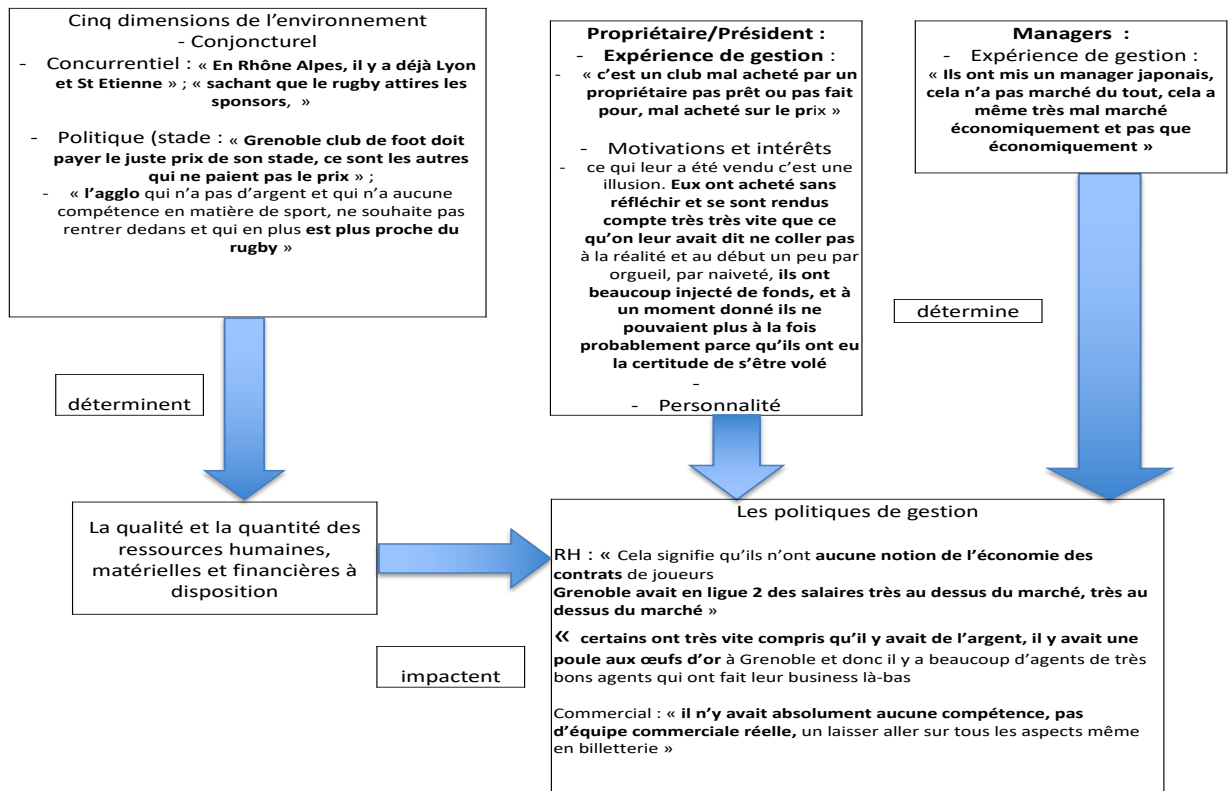 Cinq dimensions de l’environnement
- Conjoncturel
- Concurrentiel : « En Rhône Alpes, il y a déjà Lyon
et St Etienne » ; « sachant que le rugby attires les
sponsors, »
- Politique (stade : « Grenoble club de foot doit
payer le juste prix de son stade, ce sont les autres
qui ne paient pas le prix » ;
- « l’agglo qui n’a pas d’argent et qui n’a aucune
compétence en matière de sport, ne souhaite pas
rentrer dedans et qui en plus est plus proche du
rugby »
Propriétaire/Président :
- Expérience de gestion :
- « c’est un club mal acheté par un
propriétaire pas prêt ou pas fait
pour, mal acheté sur le prix »
- Motivations et intérêts
- ce qui leur a été vendu c’est une
illusion. Eux ont acheté sans
réfléchir et se sont rendus
compte très très vite que ce
qu’on leur avait dit ne coller pas
à la réalité et au début un peu par
orgueil, par naiveté, ils ont
beaucoup injecté de fonds, et à
un moment donné ils ne
pouvaient plus à la fois
probablement parce qu’ils ont eu
la certitude de s’être volé
-
- Personnalité
Managers :
- Expérience de gestion :
« Ils ont mis un manager japonais,
cela n’a pas marché du tout, cela a
même très mal marché
économiquement et pas que
économiquement »
détermine
déterminent
La qualité et la quantité des
ressources humaines,
matérielles et financières à
disposition
impactent
Les politiques de gestion
RH : « Cela signifie qu’ils n’ont aucune notion de l’économie des
contrats de joueurs
Grenoble avait en ligue 2 des salaires très au dessus du marché, très au
dessus du marché »
« certains ont très vite compris qu’il y avait de l’argent, il y avait une
poule aux œufs d’or à Grenoble et donc il y a beaucoup d’agents de très
bons agents qui ont fait leur business là-bas
Commercial : « il n’y avait absolument aucune compétence, pas
d’équipe commerciale réelle, un laisser aller sur tous les aspects même
en billetterie »